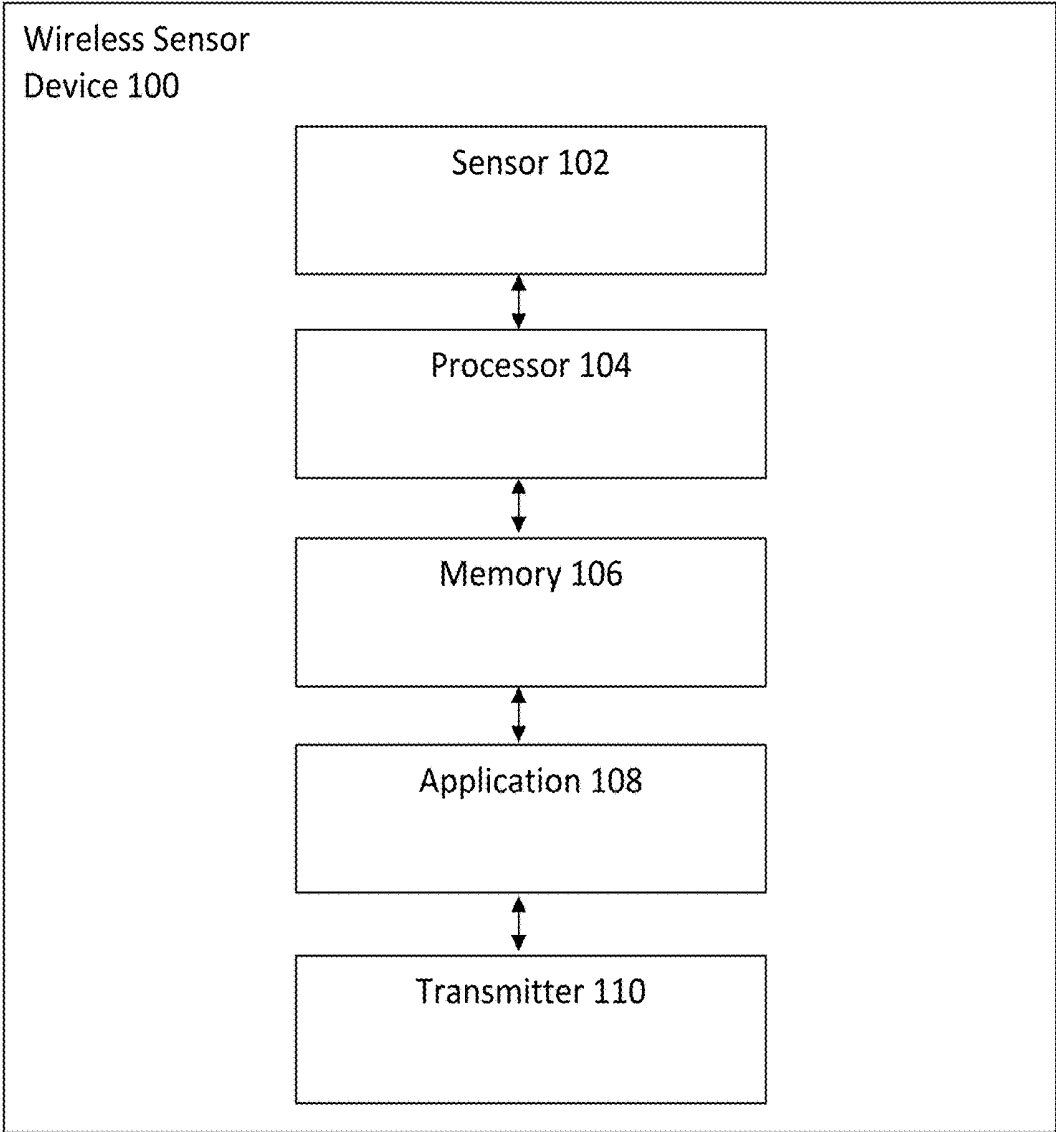 Wireless Sensor
Device 100
Sensor 102
Processor 104
Memory 106
Application 108
Transmitter 110